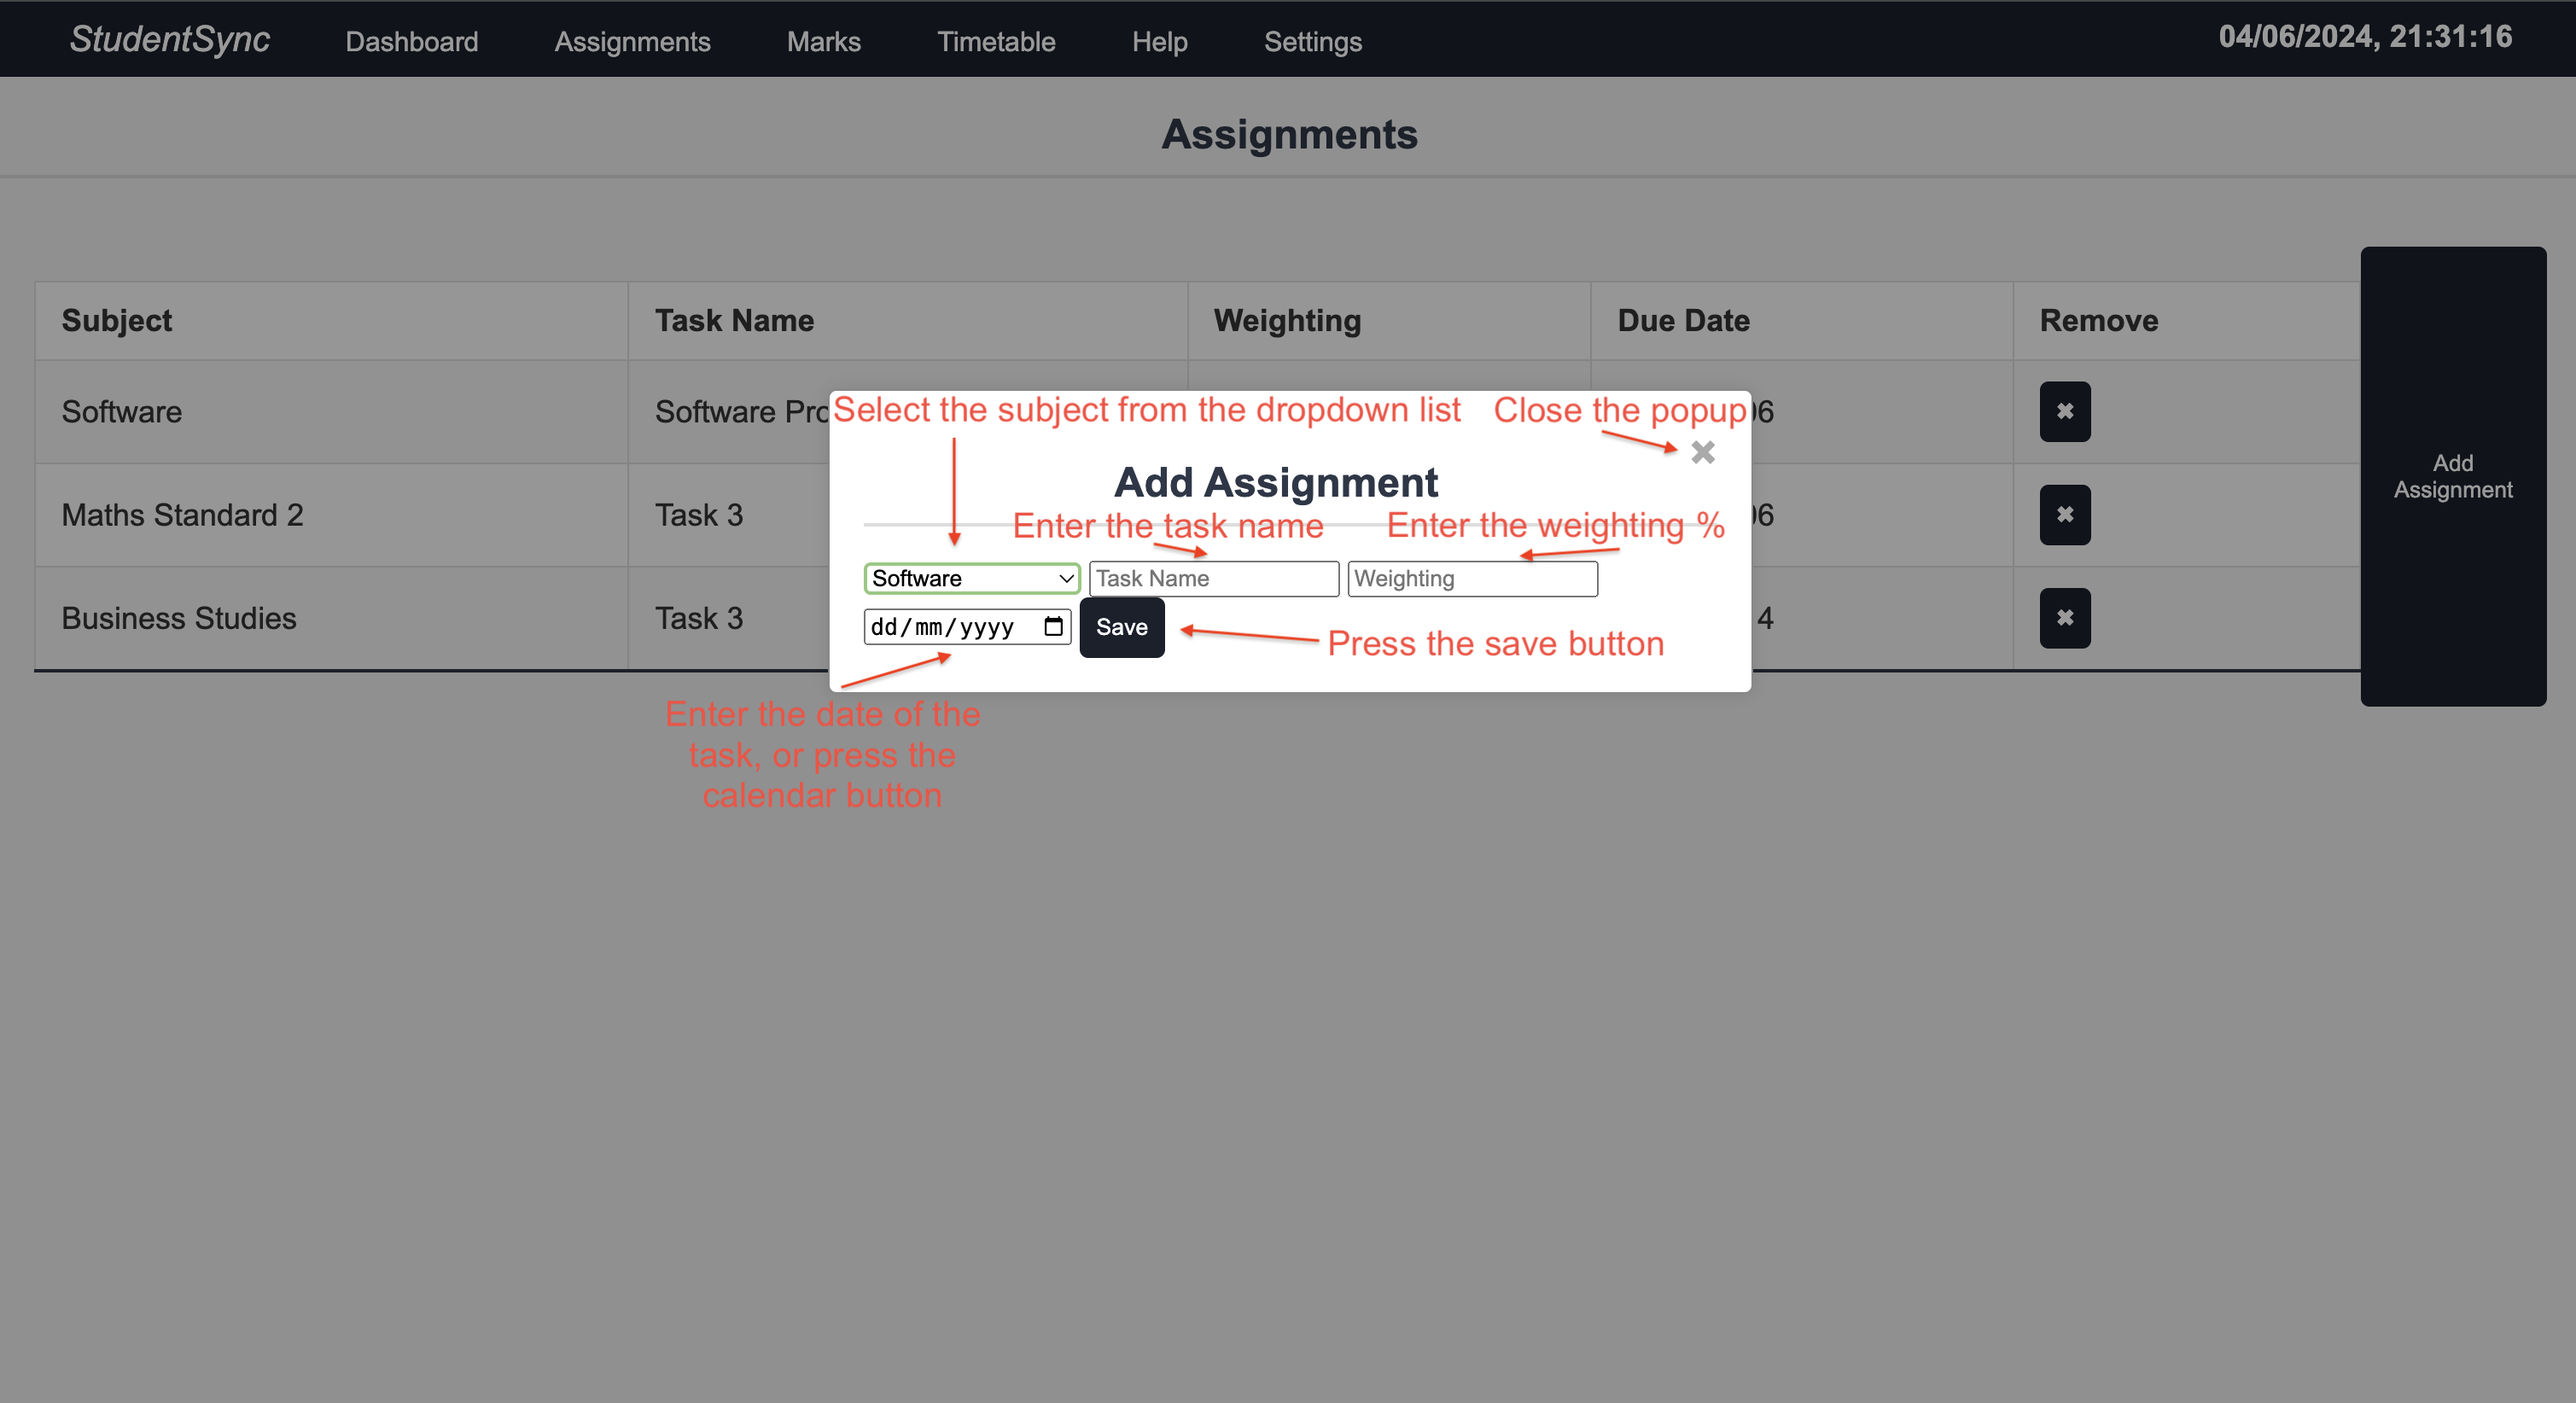 StudentSync Dashboard Assignments Marks Timetable Help Settings 04/06/2024, 21:31:16
Assignments
Subject Task Name Weighting Due Date Remove
Software Software
Maths Standard 2 Task 3
Business Studies Task 3
Add
Assignment
Select the subject from the dropdown list Close the popup
Add Assignment
Enter the task name Enter the weighting %
Software Task Name Weighting
dd/mm/yyyy Save
Press the save button
Enter the date of the
task, or press the
calendar button